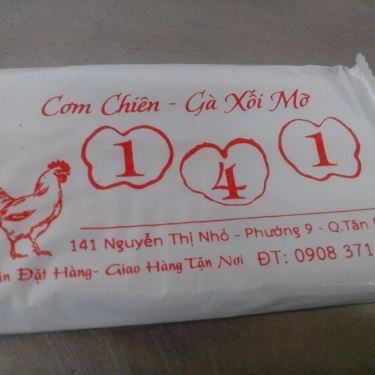 Cơm Chiên - Gà Xối Mỡ
1 4 1
141 Nguyễn Thị Nhỏ - Phường 9 - Q.Tân
Đặt Hàng- Giao Hàng Tận Nơi ĐT: 0908 371